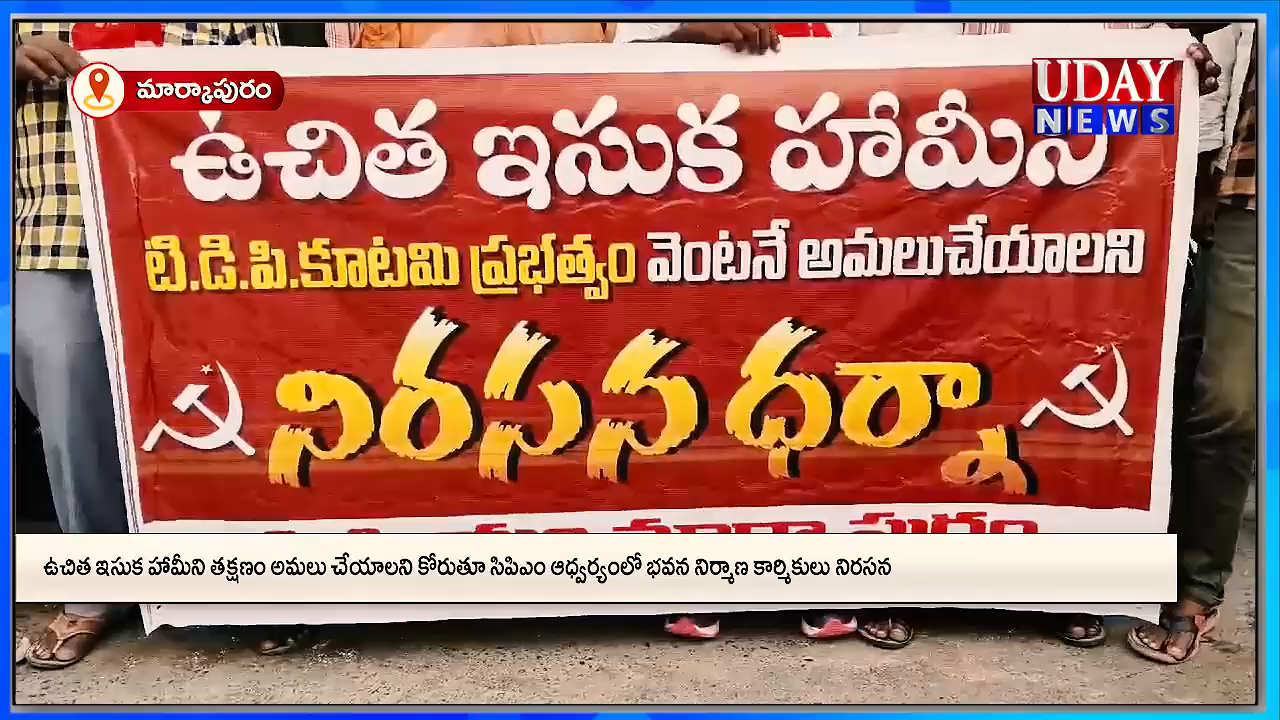 మార్కాపురం
UDAY
NEWS
ఉచిత ఇసుక హామీని
టి.డి.పి.కూటమి ప్రభత్వం వెంటనే అమలుచేయాలని
నిరసన ధర్నా
ఉచిత ఇసుక హామీని తక్షణం అమలు చేయాలని కోరుతూ సిపిఎం ఆధ్వర్యంలో భవన నిర్మాణ కార్మికులు నిరసన